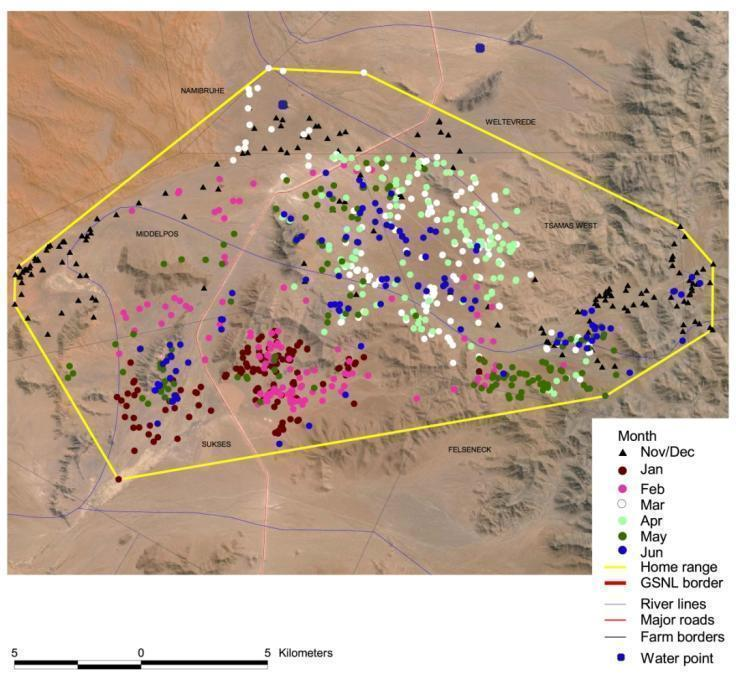 NAMIBRUHE
WELTEVREDE
TSAMAS WEST
MIDDELPOS
SUKSES
FELSENECK
Month
Nov/Dec
Jan
Feb
Mar
Apr
May
Jun
Home range
GSNL border
River lines
Major roads
Farm borders
Water point
5 0 5 Kilometers